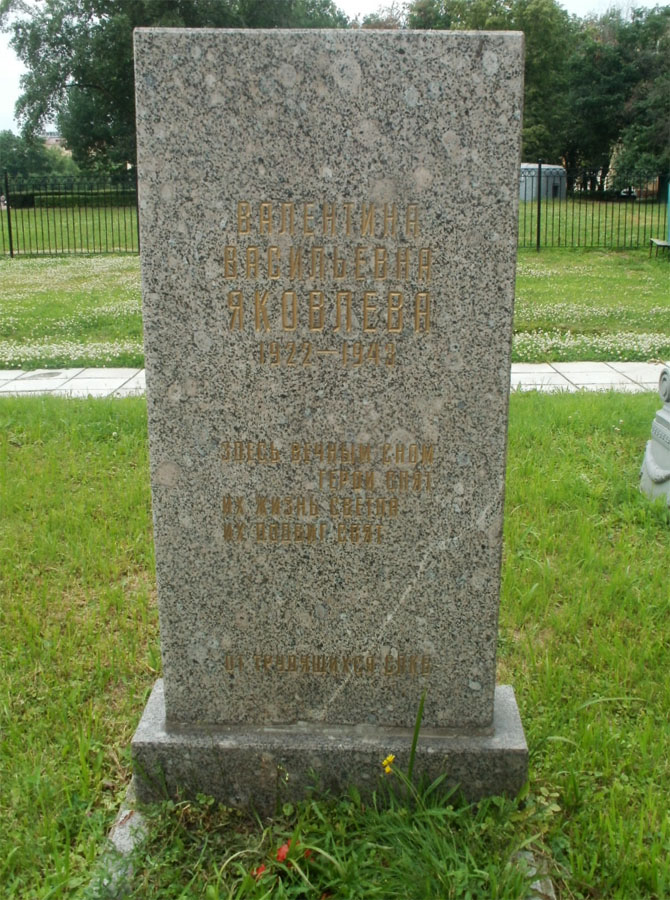 ВАЛЕНТИНА
ВАСИЛЬЕВНА
ЯКОВЛЕВА
1922—1943
ЗДЕСЬ ВЕЧНЫМ СНОМ
ГЕРОИ СПЯТ.
ИХ ЖИЗНЬ СВЕТЛА.
ИХ ПОДВИГ СВЯТ.
ОТ ТРУДЯЩИХСЯ